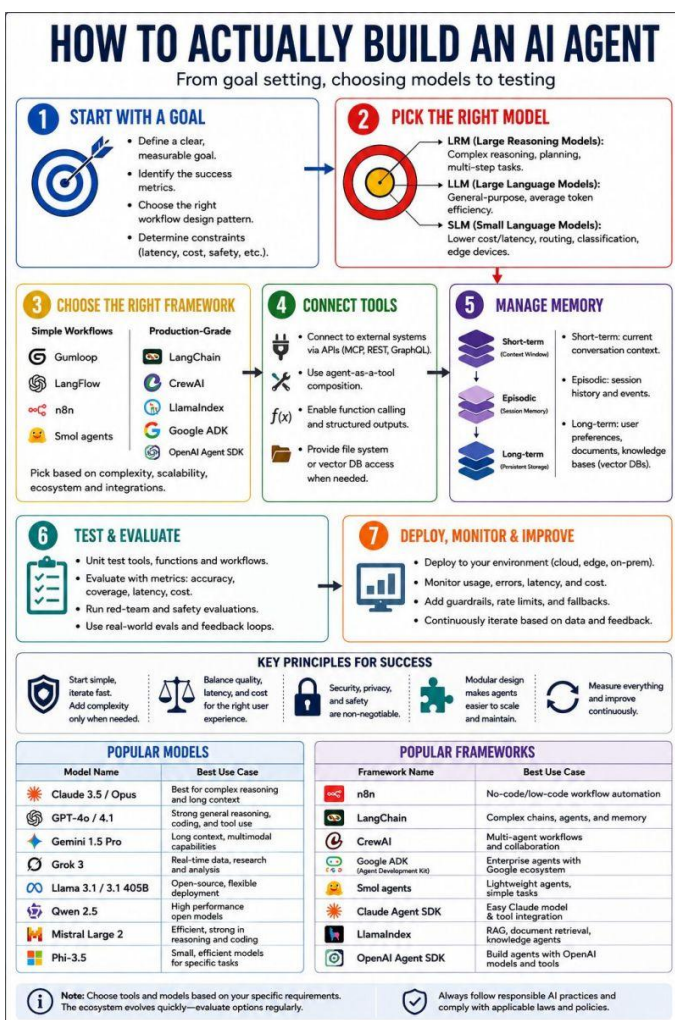 HOW TO ACTUALLY BUILD AN AI AGENT
From goal setting, choosing models to testing
1 START WITH A GOAL
• Define a clear,
measurable goal.
• Identify the success
metrics.
• Choose the right
workflow design pattern.
• Determine constraints
(latency, cost, safety, etc.).
2 PICK THE RIGHT MODEL
LRM (Large Reasoning Models):
Complex reasoning, planning,
multi-step tasks.
LLM (Large Language Models):
General-purpose, average token
efficiency.
SLM (Small Language Models):
Lower cost/latency, routing, classification,
edge devices.
3 CHOOSE THE RIGHT FRAMEWORK
Simple Workflows
Gumloop
LangFlow
n8n
Smol agents
Production-Grade
LangChain
CrewAI
LlamaIndex
Google ADK
OpenAI Agent SDK
Pick based on complexity, scalability,
ecosystem and integrations.
4 CONNECT TOOLS
• Connect to external systems
via APIs (MCP, REST, GraphQL).
• Use agent-as-a-tool
composition.
f(x)
• Enable function calling
and structured outputs.
• Provide file system
or vector DB access
when needed.
5 MANAGE MEMORY
Short-term
(Context Window)
Episodic
(Session Memory)
Long-term
(Persistent Storage)
• Short-term: current
conversation context.
• Episodic: session
history and events.
• Long-term: user
preferences,
documents, knowledge
bases (vector DBs).
6 TEST & EVALUATE
• Unit test tools, functions and workflows.
• Evaluate with metrics: accuracy,
coverage, latency, cost.
• Run red-team and safety evaluations.
• Use real-world evals and feedback loops.
7 DEPLOY, MONITOR & IMPROVE
• Deploy to your environment (cloud, edge, on-prem).
• Monitor usage, errors, latency, and cost.
• Add guardrails, rate limits, and fallbacks.
• Continuously iterate based on data and feedback.
KEY PRINCIPLES FOR SUCCESS
Start simple,
iterate fast.
Add complexity
only when needed.
Balance quality,
latency, and cost
for the right user
experience.
Security, privacy,
and safety
are non-negotiable.
Modular design
makes agents
easier to scale
and maintain.
Measure everything
and improve
continuously.
POPULAR MODELS
Model Name Best Use Case
Claude 3.5 / Opus Best for complex reasoning
and long context
GPT-4o / 4.1 Strong general reasoning,
coding, and tool use
Gemini 1.5 Pro Long context, multimodal
capabilities
Grok 3 Real-time data, research
and analysis
Llama 3.1 / 3.1 405B Open-source, flexible
deployment
Qwen 2.5 High performance
open models
Mistral Large 2 Efficient, strong in
reasoning and coding
Phi-3.5 Small, efficient models
for specific tasks
POPULAR FRAMEWORKS
Framework Name Best Use Case
n8n No-code/low-code workflow automation
LangChain Complex chains, agents, and memory
CrewAI Multi-agent workflows
and collaboration
Google ADK
(Agent Development Kit)
Enterprise agents with
Google ecosystem
Smol agents Lightweight agents,
simple tasks
Claude Agent SDK Easy Claude model
& tool integration
LlamaIndex RAG, document retrieval,
knowledge agents
OpenAI Agent SDK Build agents with OpenAI
models and tools
Note: Choose tools and models based on your specific requirements.
The ecosystem evolves quickly—evaluate options regularly.
Always follow responsible AI practices and
comply with applicable laws and policies.